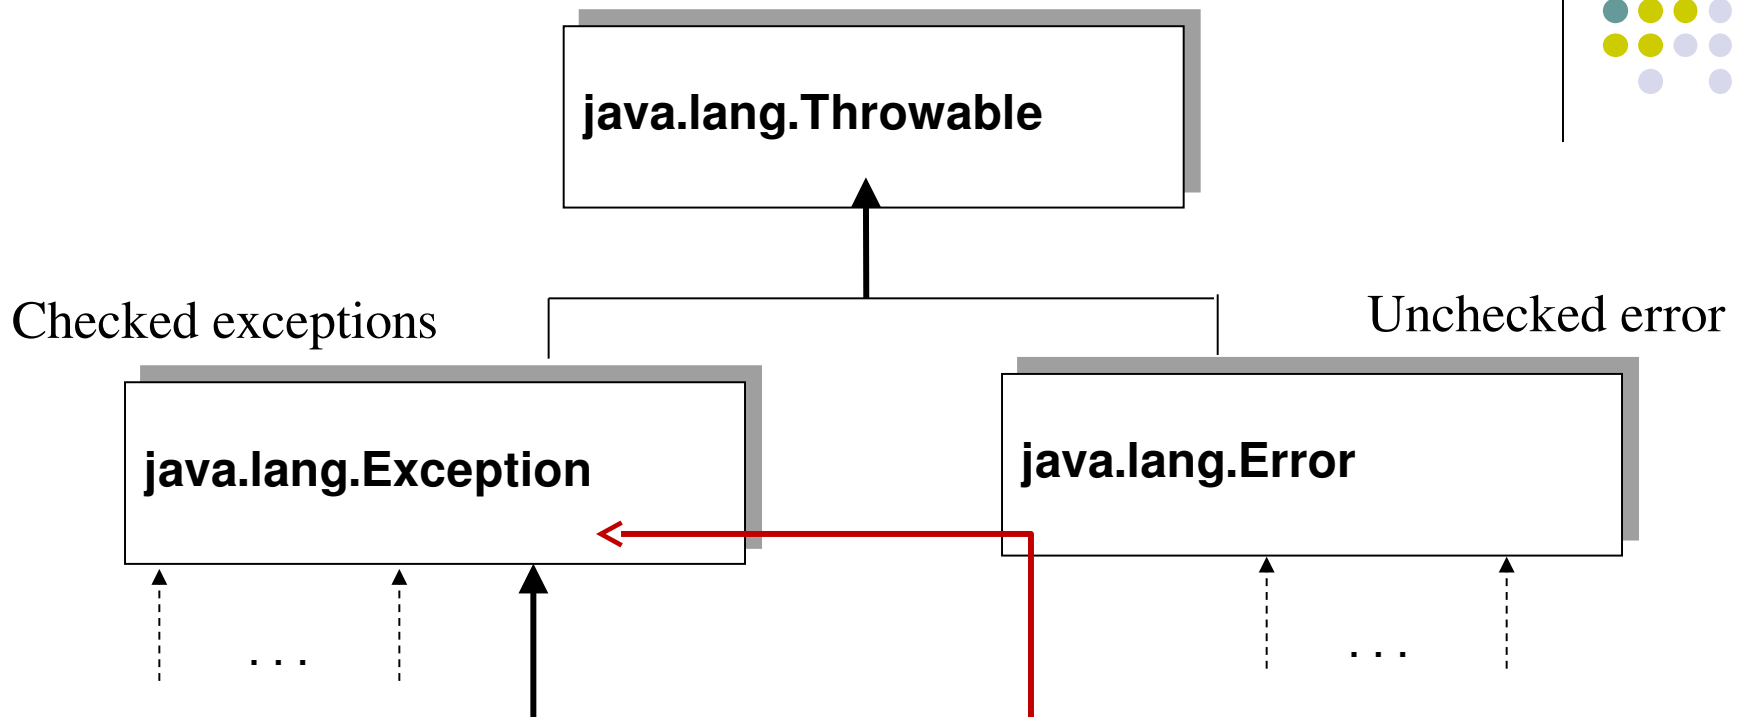 java.lang.Throwable
Checked exceptions
Unchecked error
java.lang.Exception
java.lang.Error
. . .
. . .